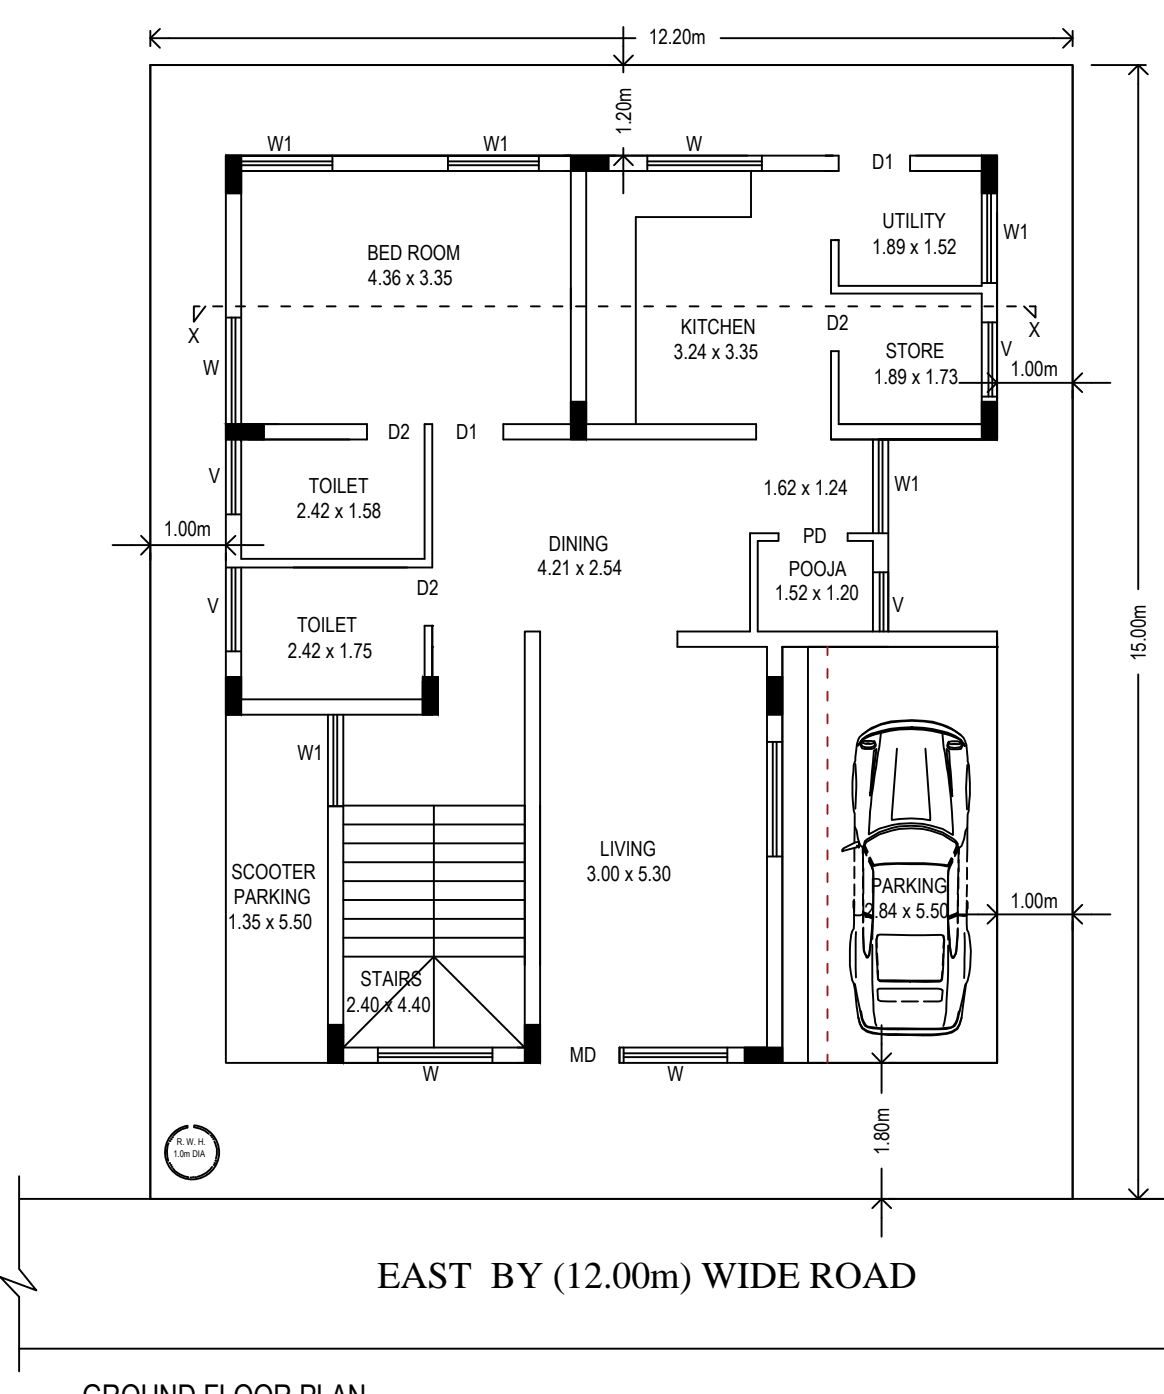 12.20m
1.20m
W1
W1
W
D1
UTILITY
1.89 x 1.52
W1
BED ROOM
4.36 x 3.35
X
KITCHEN
3.24 x 3.35
D2
X
STORE
1.89 x 1.73
V
1.00m
W
D2
D1
V
TOILET
2.42 x 1.58
1.62 x 1.24
W1
1.00m
DINING
4.21 x 2.54
PD
POOJA
1.52 x 1.20
V
V
D2
TOILET
2.42 x 1.75
15.00m
W1
SCOOTER
PARKING
1.35 x 5.50
LIVING
3.00 x 5.30
PARKING
2.84 x 5.50
1.00m
STAIRS
2.40 x 4.40
W
MD
W
1.80m
R. W. H.
1.0m DIA
EAST BY (12.00m) WIDE ROAD
GROUND FLOOR PLAN